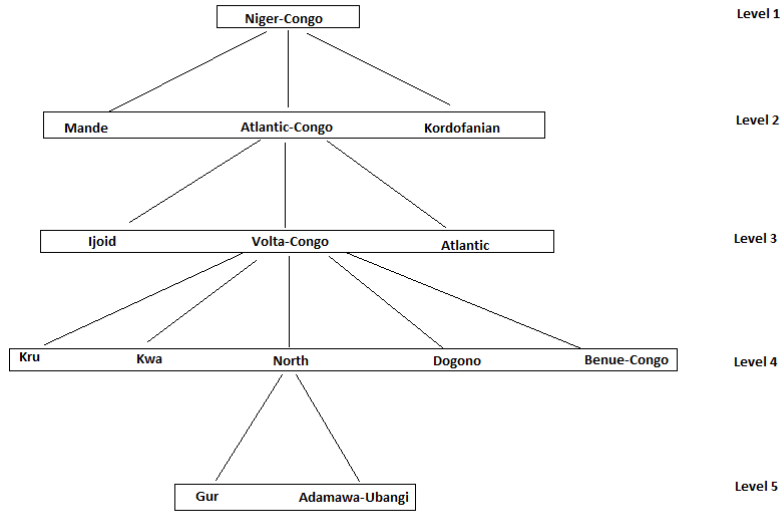 Niger-Congo Level 1
Mande Atlantic-Congo Kordofanian Level 2
Ijoid Volta-Congo Atlantic Level 3
Kru Kwa North Dogono Benue-Congo Level 4
Gur Adamawa-Ubangi Level 5